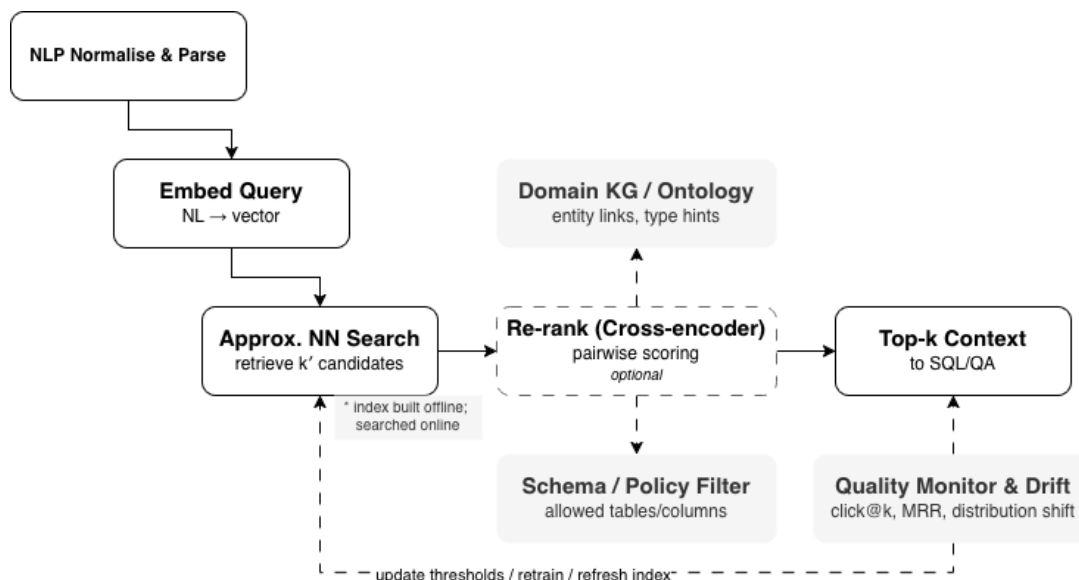 NLP Normalise & Parse
Embed Query
NL → vector
Domain KG / Ontology
entity links, type hints
Approx. NN Search
retrieve k′ candidates
Re-rank (Cross-encoder)
pairwise scoring
optional
Top-k Context
to SQL/QA
* index built offline;
searched online
Schema / Policy Filter
allowed tables/columns
Quality Monitor & Drift
click@k, MRR, distribution shift
update thresholds / retrain / refresh index